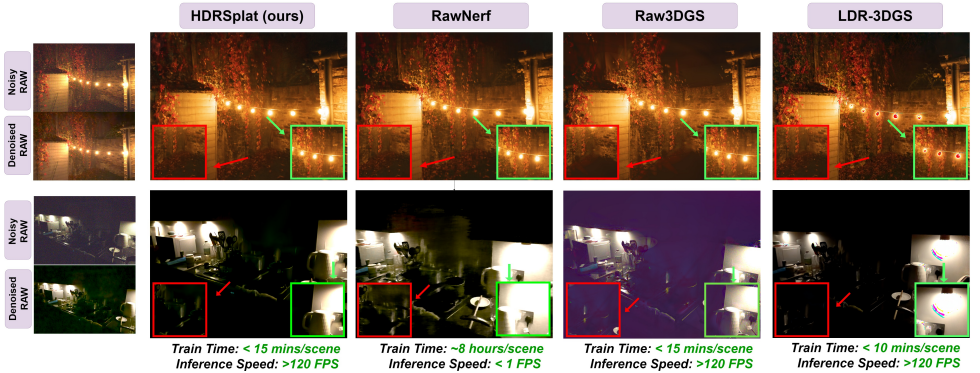 HDRSplat (ours)
RawNerf
Raw3DGS
LDR-3DGS
Noisy
RAW
Denoised
RAW
Noisy
RAW
Denoised
RAW
Train Time: < 15 mins/scene
Inference Speed: >120 FPS
Train Time: ~8 hours/scene
Inference Speed: < 1 FPS
Train Time: < 15 mins/scene
Inference Speed: >120 FPS
Train Time: < 10 mins/scene
Inference Speed: >120 FPS